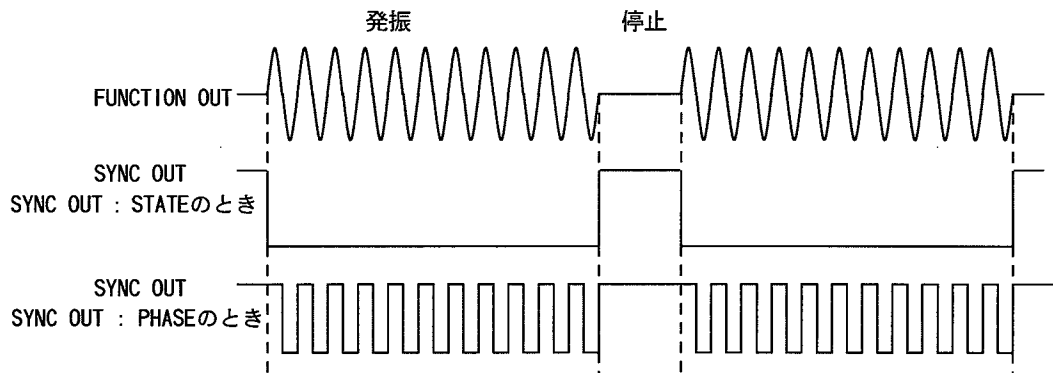 発振 停止
FUNCTION OUT
SYNC OUT
SYNC OUT : STATEのとき
SYNC OUT
SYNC OUT : PHASEのとき